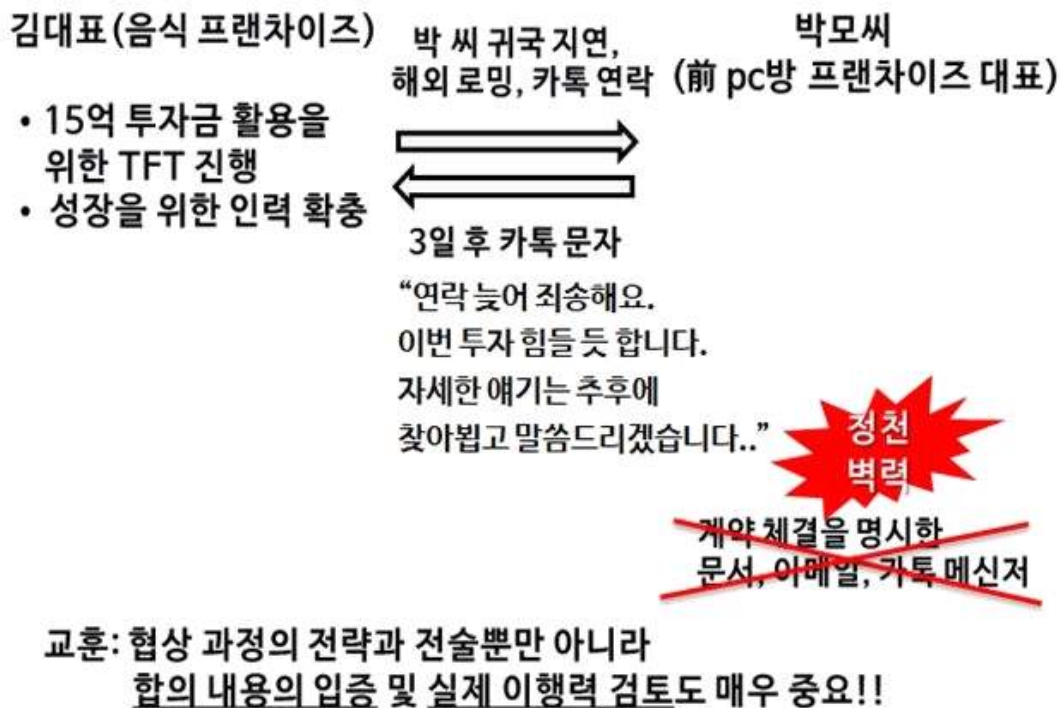 김대표(음식 프랜차이즈)
• 15억 투자금 활용을
위한 TFT 진행
• 성장을 위한 인력 확충
박 씨 귀국 지연,
해외 로밍, 카톡 연락
박모씨
(前 pc방 프랜차이즈 대표)
3일 후 카톡 문자
“연락 늦어 죄송해요.
이번 투자 힘들 듯 합니다.
자세한 얘기는 추후에
찾아뵙고 말씀드리겠습니다..”
청천
벽력
계약 체결을 명시한
문서, 이메일, 카톡 메신저
교훈: 협상 과정의 전략과 전술뿐만 아니라
합의 내용의 입증 및 실제 이행력 검토도 매우 중요!!